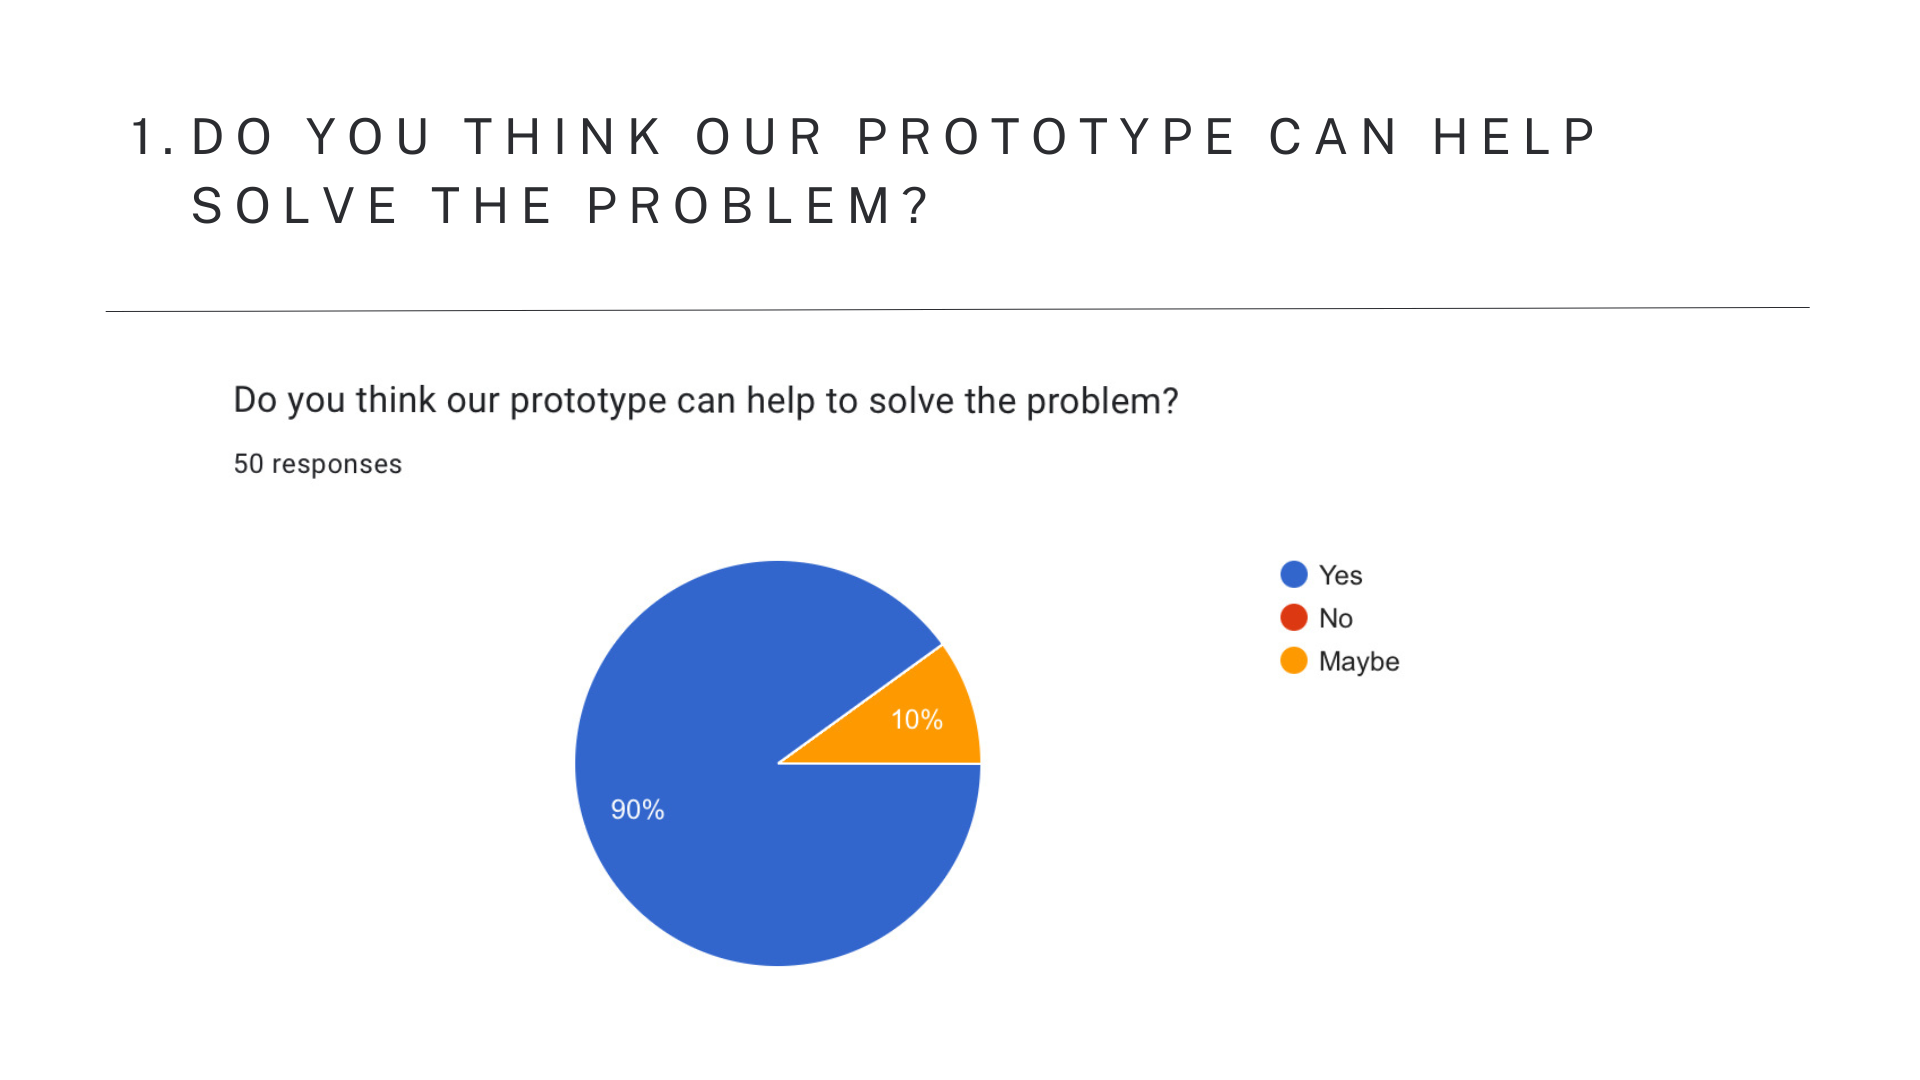 1. DO YOU THINK OUR PROTOTYPE CAN HELP
SOLVE THE PROBLEM?
Do you think our prototype can help to solve the problem?
50 responses
Yes
No
Maybe
10%
90%